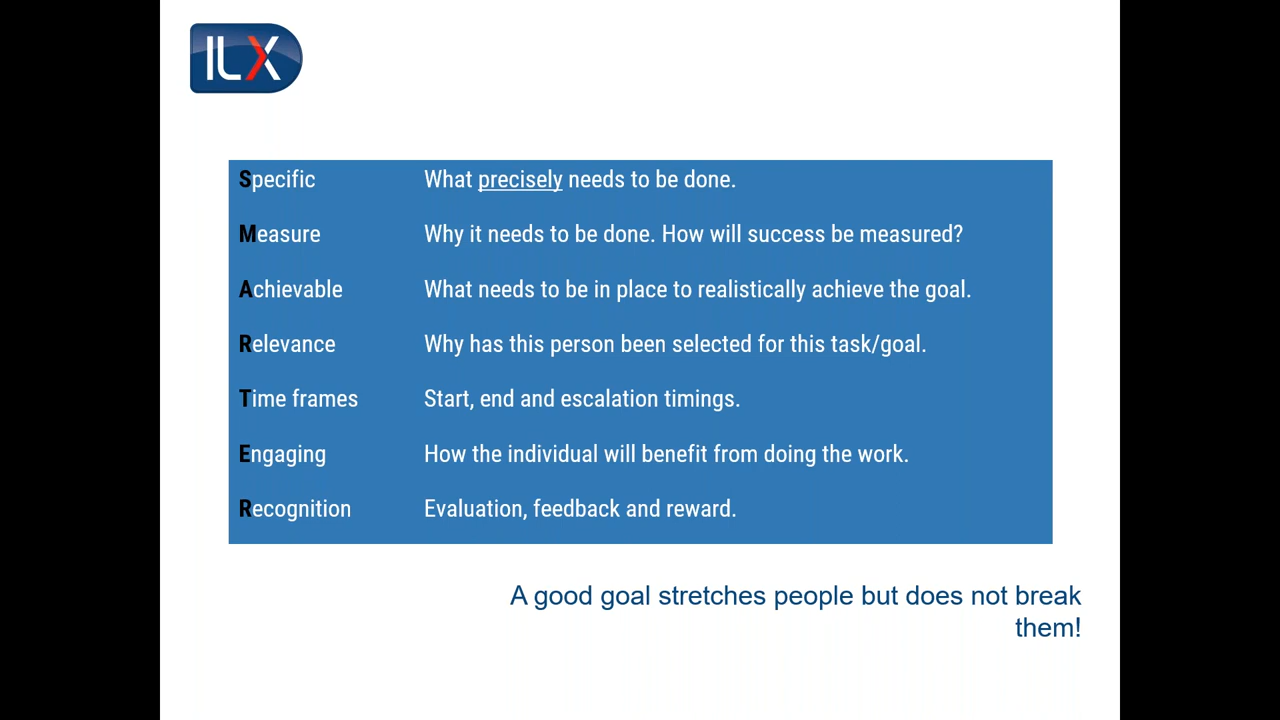 ILX
Specific What precisely needs to be done.
Measure Why it needs to be done. How will success be measured?
Achievable What needs to be in place to realistically achieve the goal.
Relevance Why has this person been selected for this task/goal.
Time frames Start, end and escalation timings.
Engaging How the individual will benefit from doing the work.
Recognition Evaluation, feedback and reward.
A good goal stretches people but does not break
them!